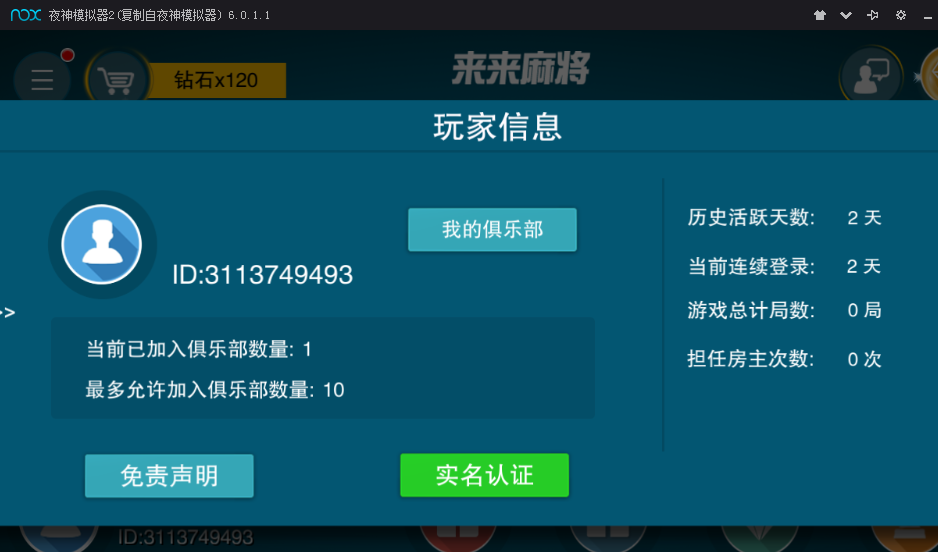 nox 夜神模拟器2(复制自夜神模拟器) 6.0.1.1
钻石x120
来来麻将
玩家信息
我的俱乐部
ID:3113749493
>>
当前已加入俱乐部数量: 1
最多允许加入俱乐部数量: 10
免责声明
实名认证
历史活跃天数: 2 天
当前连续登录: 2 天
游戏总计局数: 0 局
担任房主次数: 0 次
ID:3113749493